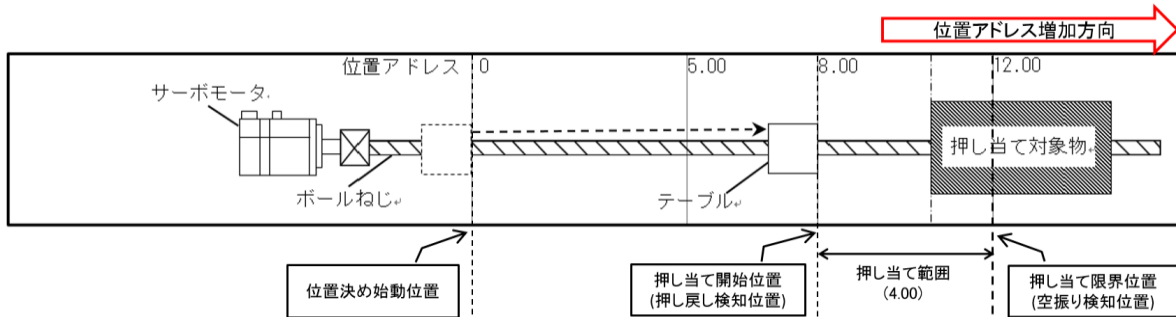 位置アドレス増加方向
位置アドレス 0 5.00 8.00 12.00
サーボモータ
押し当て対象物
ボールねじ
テーブル
位置決め始動位置
押し当て開始位置
(押し戻し検知位置)
押し当て範囲
(4.00)
押し当て限界位置
(空振り検知位置)